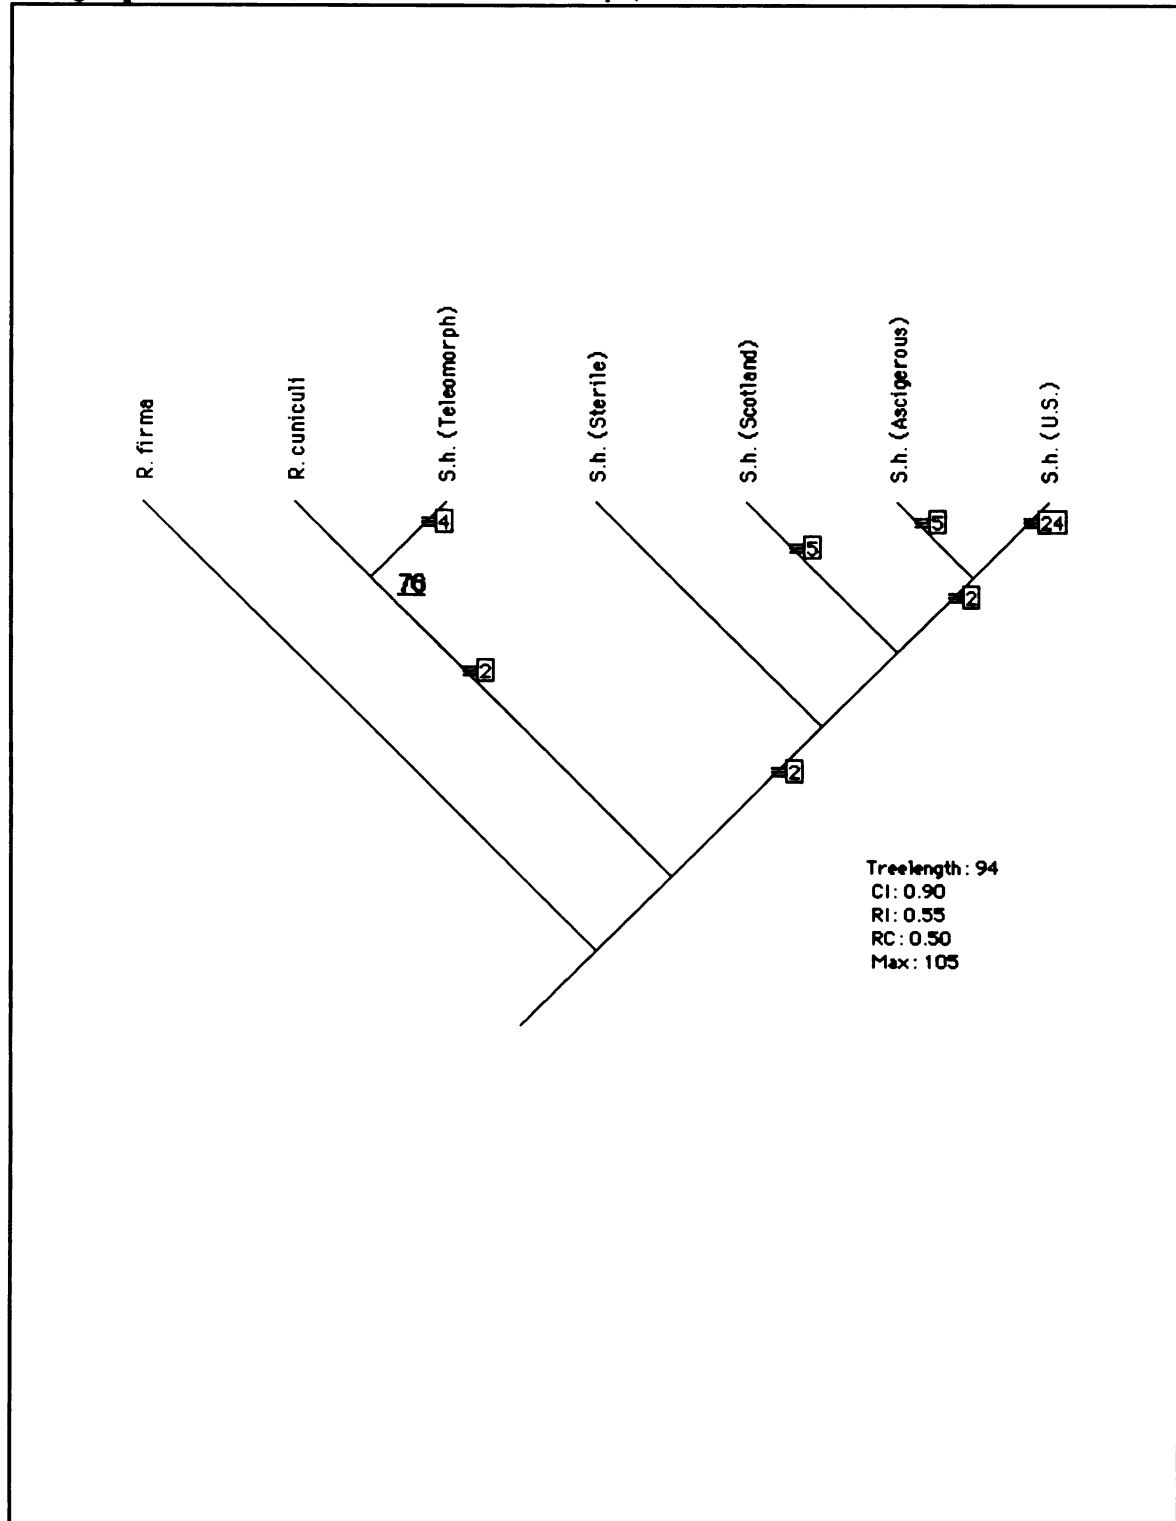 R. firma
R. cuniculi
S.h. (Teleomorph)
S.h. (Sterile)
S.h. (Scotland)
S.h. (Ascigerous)
S.h. (U.S.)
4
5
5
24
2
2
2
Treelength: 94
CI: 0.90
RI: 0.55
RC: 0.50
Max: 105